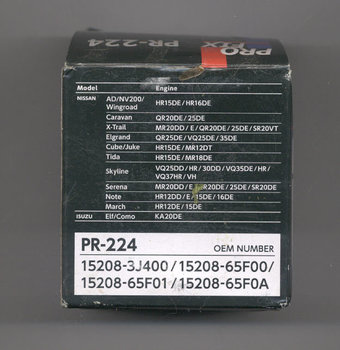 PRO
PR-224
Model Engine
NISSAN AD/NV200/ Wingroad HR15DE/HR16DE
Caravan QR20DE/25DE
X-Trail MR20DD/E/QR20DE/25DE/SR20VT
Elgrand QR25DE/VQ25DE/35DE
Cube/Juke HR15DE/MR12DT
Tida HR15DE/MR18DE
Skyline VQ25DD/HR/30DD/VQ35DE/HR/
VQ37HR/VH
Serena MR20DD/E/QR20DE/25DE/SR20DE
Note HR12DD/E/15DE/16DE
March HR12DE/15DE
ISUZU Elf/Como KA20DE
PR-224 OEM NUMBER
15208-3J400/15208-65F00/
15208-65F01/15208-65F0A